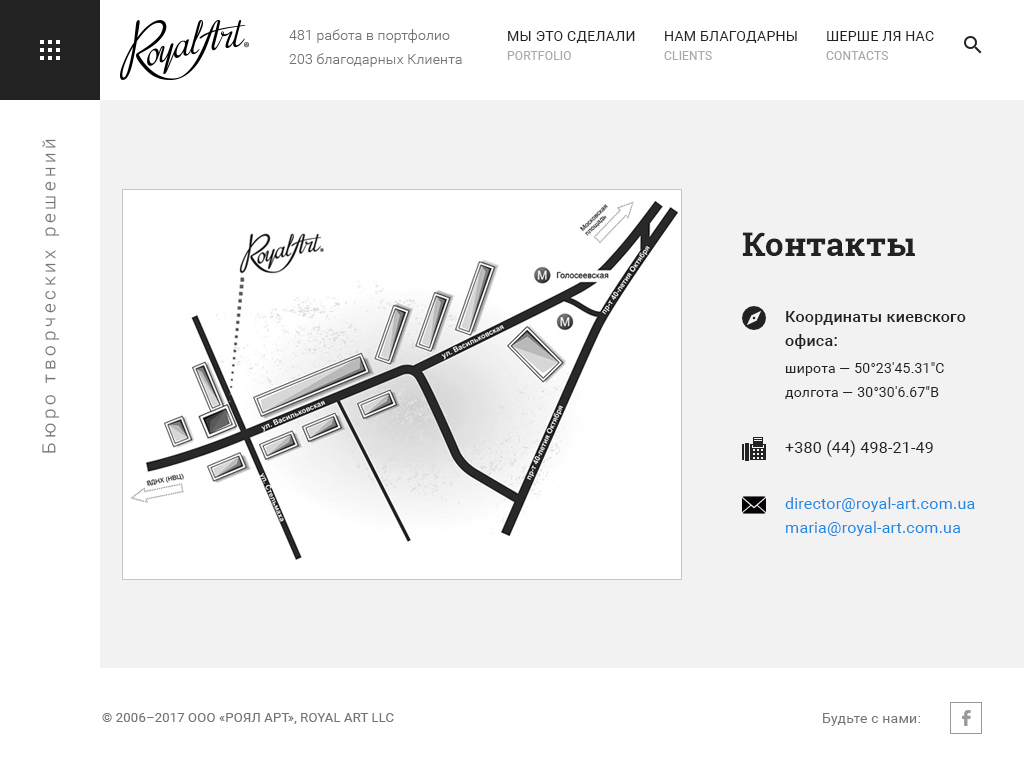 RoyalArt®
481 работа в портфолио
203 благодарных Клиента
МЫ ЭТО СДЕЛАЛИ
PORTFOLIO
НАМ БЛАГОДАРНЫ
CLIENTS
ШЕРШЕ ЛЯ НАС
CONTACTS
Бюро творческих решений
RoyalArt®
Московская
площадь
М
Голосеевская
М
пр-т 40-летия Октября
ул. Васильковская
ул. Васильковская
пр-т 40-летия Октября
ВДНХ (НВЦ)
ул. Стельмаха
Контакты
Координаты киевского
офиса:
широта — 50°23'45.31"С
долгота — 30°30'6.67"В
+380 (44) 498-21-49
director@royal-art.com.ua
maria@royal-art.com.ua
© 2006–2017 ООО «РОЯЛ АРТ», ROYAL ART LLC
Будьте с нами:
f